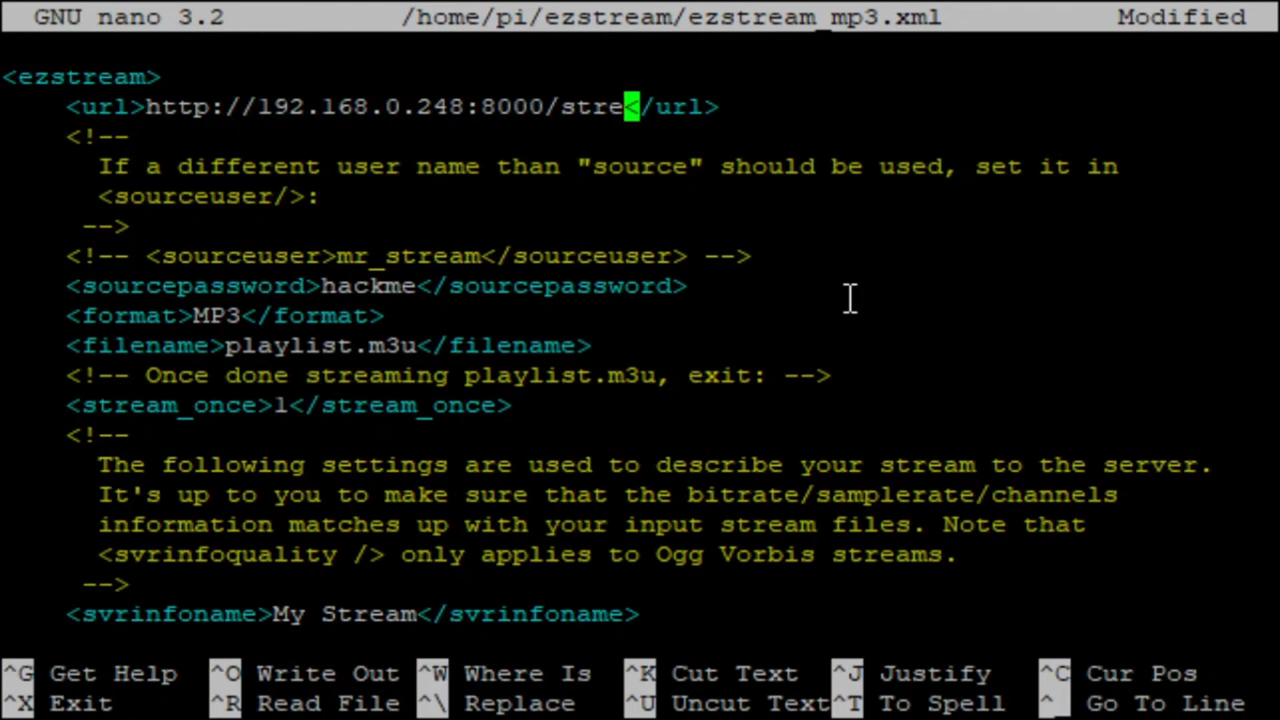 GNU nano 3.2 /home/pi/ezstream/ezstream_mp3.xml Modified
<ezstream>
<url>http://192.168.0.248:8000/stre</url>
<!--
If a different user name than "source" should be used, set it in
<sourceuser/>:
-->
<!-- <sourceuser>mr_stream</sourceuser> -->
<sourcepassword>hackme</sourcepassword>
<format>MP3</format>
<filename>playlist.m3u</filename>
<!-- Once done streaming playlist.m3u, exit: -->
<stream_once>1</stream_once>
<!--
The following settings are used to describe your stream to the server.
It's up to you to make sure that the bitrate/samplerate/channels
information matches up with your input stream files. Note that
<svrinfoquality /> only applies to Ogg Vorbis streams.
-->
<svrinfoname>My Stream</svrinfoname>
^G Get Help ^O Write Out ^W Where Is ^K Cut Text ^J Justify ^C Cur Pos
^X Exit ^R Read File ^\ Replace ^U Uncut Text ^T To Spell ^_ Go To Line